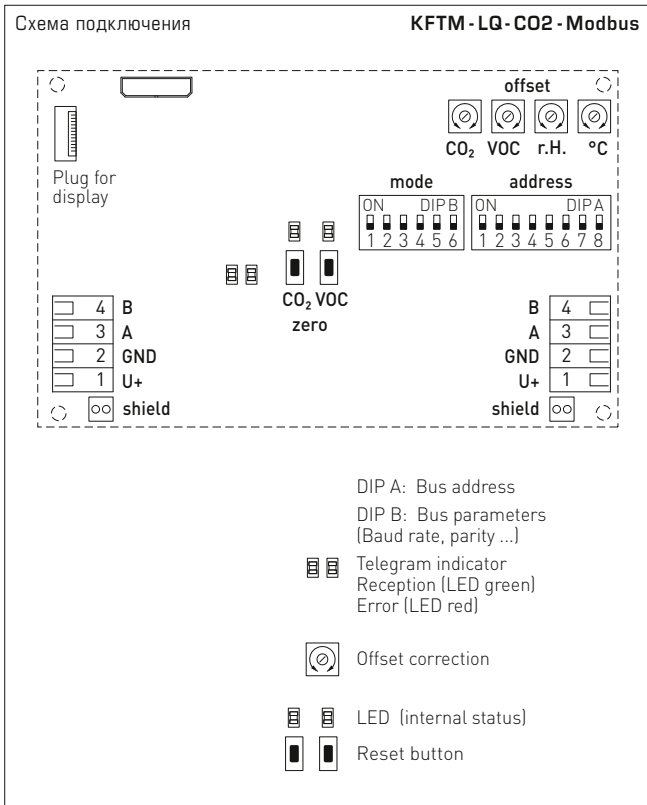 Схема подключения KFTM-LQ-CO2-Modbus
offset
CO₂ VOC r.H. °C
Plug for
display
mode address
ON DIP B ON DIP A
1 2 3 4 5 6 1 2 3 4 5 6 7 8
CO₂ VOC
zero
4 B B 4
3 A A 3
2 GND GND 2
1 U+ U+ 1
shield shield
DIP A: Bus address
DIP B: Bus parameters
(Baud rate, parity ...)
Telegram indicator
Reception (LED green)
Error (LED red)
Offset correction
LED (internal status)
Reset button